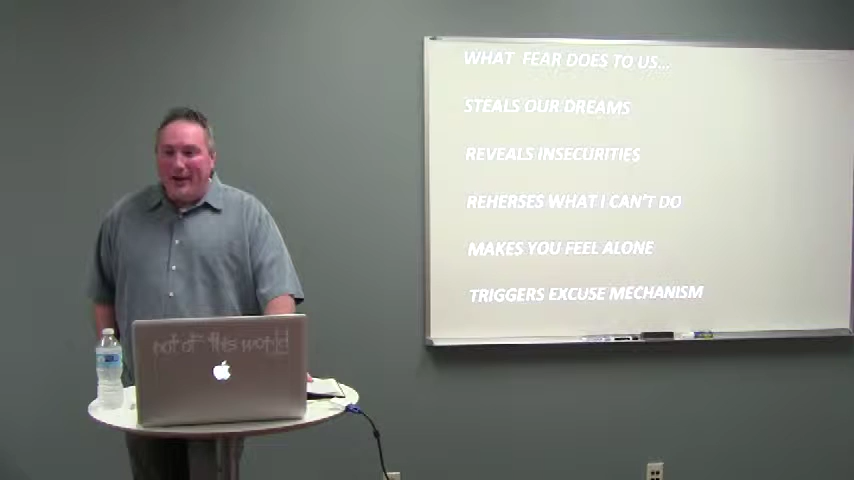 WHAT FEAR DOES TO US...
STEALS OUR DREAMS
REVEALS INSECURITIES
REHERSES WHAT I CAN'T DO
MAKES YOU FEEL ALONE
TRIGGERS EXCUSE MECHANISM
not of this world